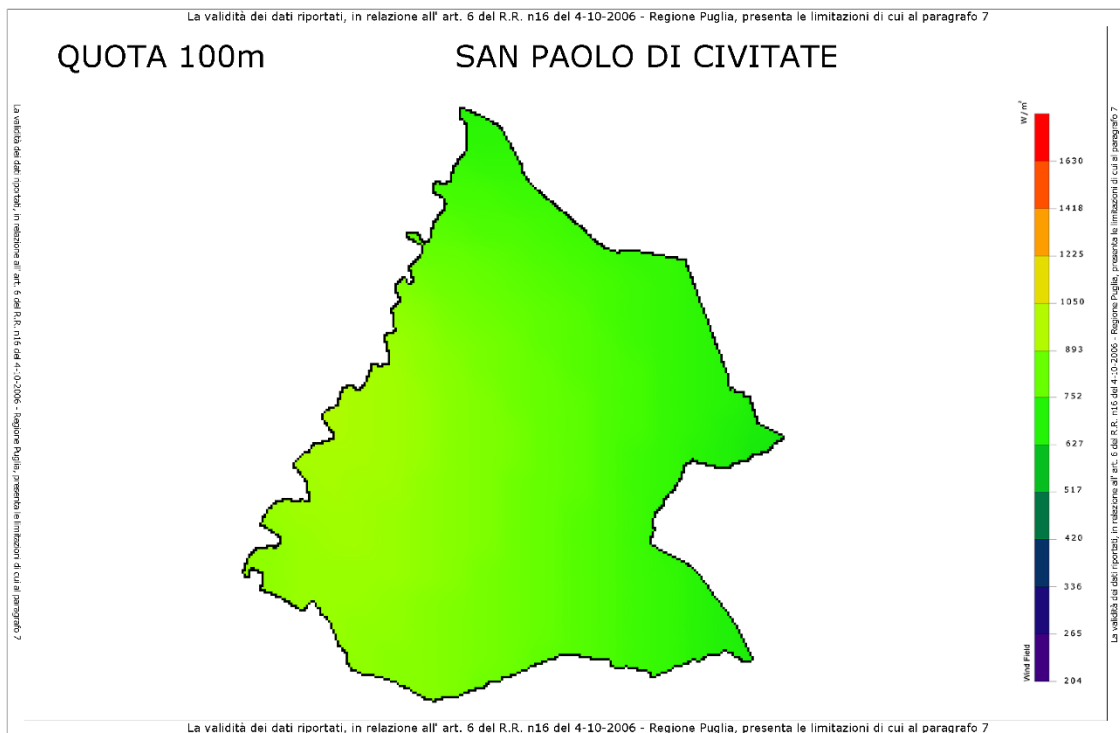 La validità dei dati riportati, in relazione all' art. 6 del R.R. n16 del 4-10-2006 - Regione Puglia, presenta le limitazioni di cui al paragrafo 7
QUOTA 100m
SAN PAOLO DI CIVITATE
La validità dei dati riportati, in relazione all' art. 6 del R.R. n16 del 4-10-2006 - Regione Puglia, presenta le limitazioni di cui al paragrafo 7
W / m²
1630
1418
1225
1050
893
752
627
517
420
336
265
204
Wind Field
La validità dei dati riportati, in relazione all' art. 6 del R.R. n16 del 4-10-2006 - Regione Puglia, presenta le limitazioni di cui al paragrafo 7
La validità dei dati riportati, in relazione all' art. 6 del R.R. n16 del 4-10-2006 - Regione Puglia, presenta le limitazioni di cui al paragrafo 7